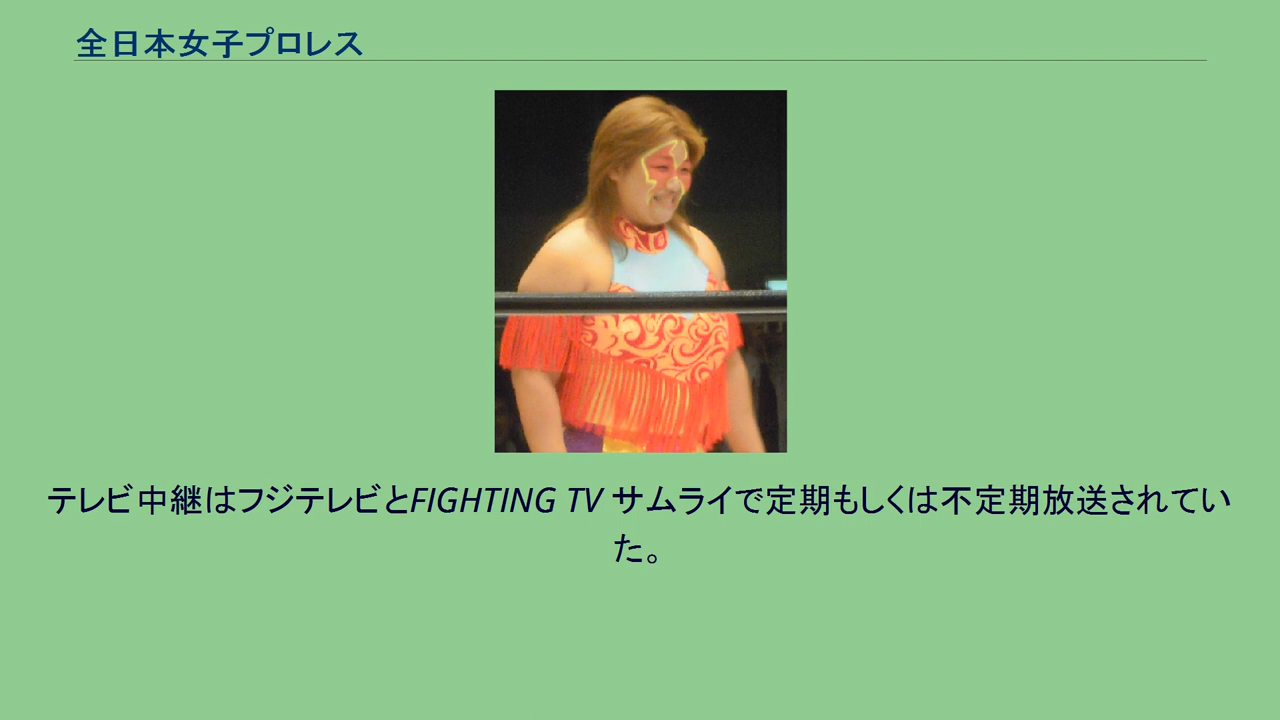 全日本女子プロレス
テレビ中継はフジテレビとFIGHTING TV サムライで定期もしくは不定期放送されてい
た。